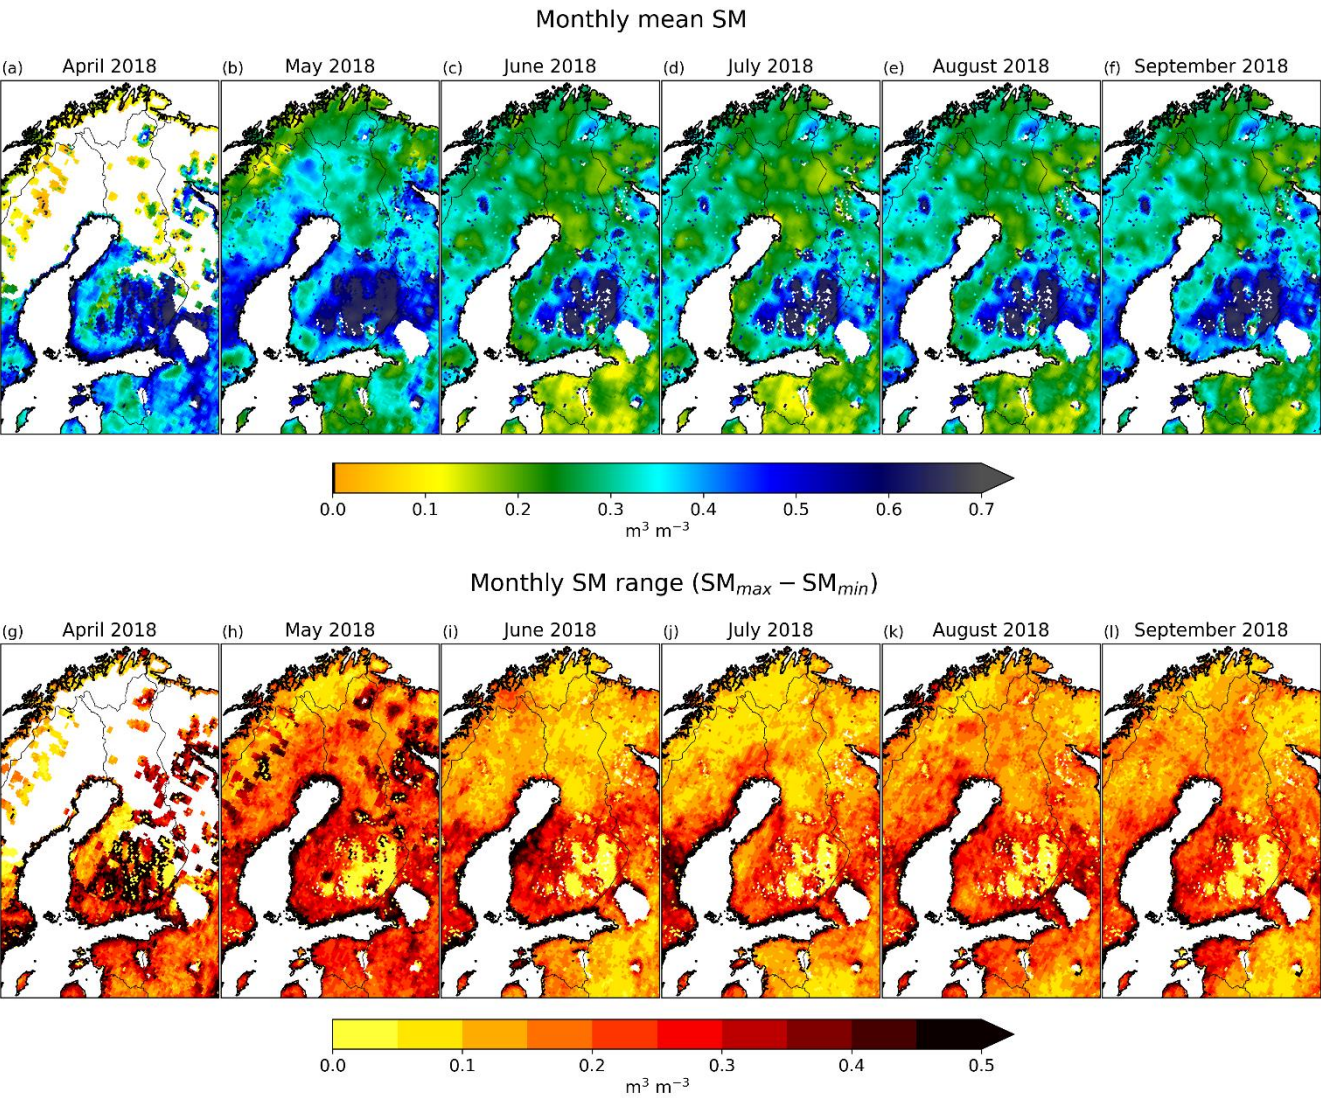 Monthly mean SM
(a) April 2018 (b) May 2018 (c) June 2018 (d) July 2018 (e) August 2018 (f) September 2018
0.0 0.1 0.2 0.3 0.4 0.5 0.6 0.7
m³ m⁻³
Monthly SM range (SMmax − SMmin)
(g) April 2018 (h) May 2018 (i) June 2018 (j) July 2018 (k) August 2018 (l) September 2018
0.0 0.1 0.2 0.3 0.4 0.5
m³ m⁻³